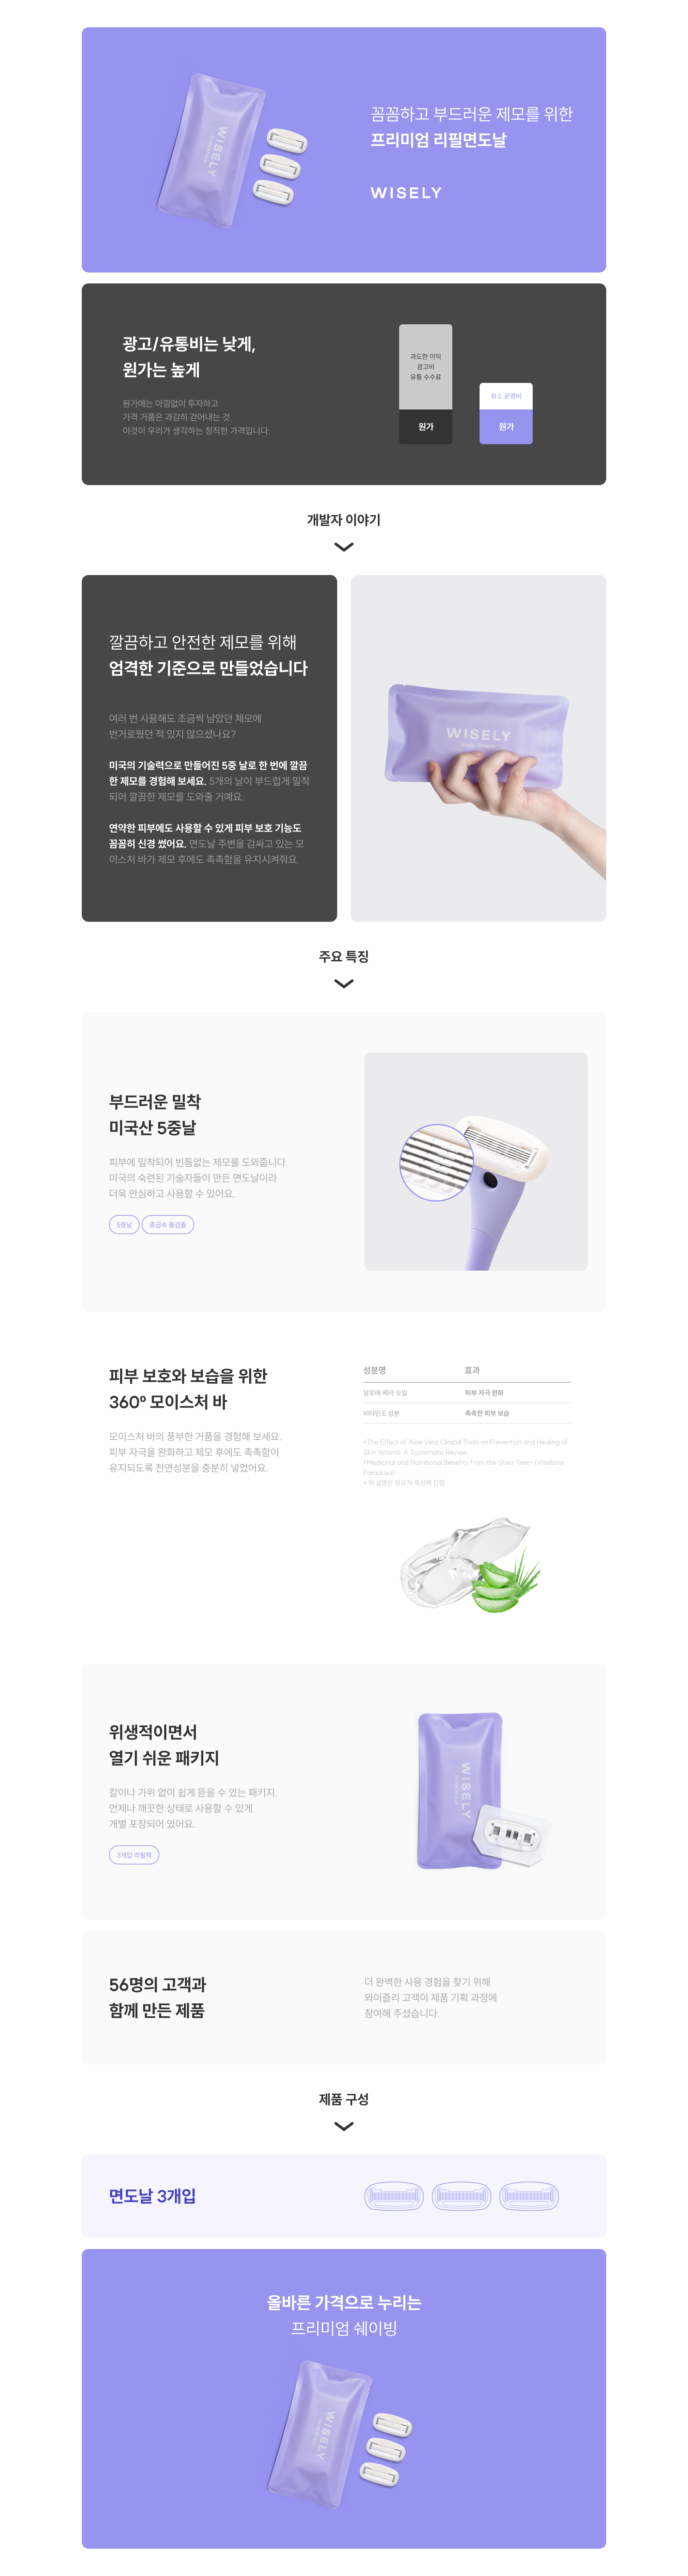 WISELY
꼼꼼하고 부드러운 제모를 위한
프리미엄 리필면도날
WISELY
광고/유통비는 낮게,
원가는 높게
원가에는 아낌없이 투자하고
가격 거품은 과감히 걷어내는 것.
이것이 우리가 생각하는 정직한 가격입니다.
과도한 이익
광고비
유통 수수료
원가
최소 운영비
원가
개발자 이야기
깔끔하고 안전한 제모를 위해
엄격한 기준으로 만들었습니다
여러 번 사용해도 조금씩 남았던 체모에
번거로웠던 적 있지 않으셨나요?
미국의 기술력으로 만들어진 5중 날로 한 번에 깔끔
한 제모를 경험해 보세요. 5개의 날이 부드럽게 밀착
되어 깔끔한 제모를 도와줄 거예요.
연약한 피부에도 사용할 수 있게 피부 보호 기능도
꼼꼼히 신경 썼어요. 면도날 주변을 감싸고 있는 모
이스처 바가 제모 후에도 촉촉함을 유지시켜줘요.
WISELY
Body Shaver
주요 특징
부드러운 밀착
미국산 5중날
피부에 밀착되어 빈틈없는 제모를 도와줍니다.
미국의 숙련된 기술자들이 만든 면도날이라
더욱 안심하고 사용할 수 있어요.
5중날
중금속 불검출
피부 보호와 보습을 위한
360º 모이스처 바
모이스처 바의 풍부한 거품을 경험해 보세요.
피부 자극을 완화하고 제모 후에도 촉촉함이
유지되도록 천연성분을 충분히 넣었어요.
성분명 효과
알로에 베라 오일 피부 자극 완화
비타민 E 성분 촉촉한 피부 보습
*The Effect of Aloe Vera Clinical Trials on Prevention and Healing of
Skin Wound: A Systematic Review
*Medicinal and Nutritional Benefits from the Shea Tree- (Vitellaria
Paradoxa)
* 위 설명은 원료적 특성에 한함
위생적이면서
열기 쉬운 패키지
칼이나 가위 없이 쉽게 뜯을 수 있는 패키지.
언제나 깨끗한 상태로 사용할 수 있게
개별 포장되어 있어요.
3개입 리필팩
WISELY
56명의 고객과
함께 만든 제품
더 완벽한 사용 경험을 찾기 위해
와이즐리 고객이 제품 기획 과정에
참여해 주셨습니다.
제품 구성
면도날 3개입
올바른 가격으로 누리는
프리미엄 쉐이빙
WISELY